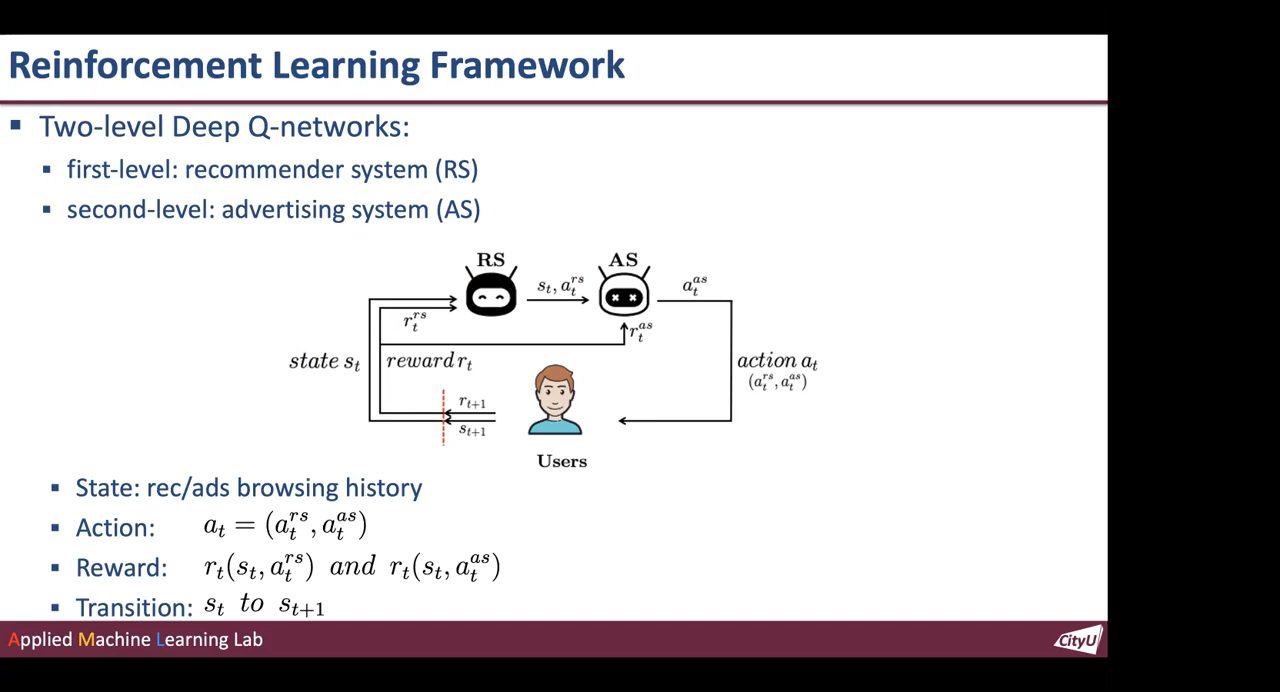 Reinforcement Learning Framework
▪ Two-level Deep Q-networks:
▪ first-level: recommender system (RS)
▪ second-level: advertising system (AS)
RS
AS
s_t, a_t^{rs}
a_t^{as}
r_t^{rs}
r_t^{as}
state s_t
reward r_t
action a_t
(a_t^{rs}, a_t^{as})
r_{t+1}
s_{t+1}
Users
▪ State: rec/ads browsing history
▪ Action: a_t = (a_t^{rs}, a_t^{as})
▪ Reward: r_t(s_t, a_t^{rs}) and r_t(s_t, a_t^{as})
▪ Transition: s_t to s_{t+1}
Applied Machine Learning Lab
CityU